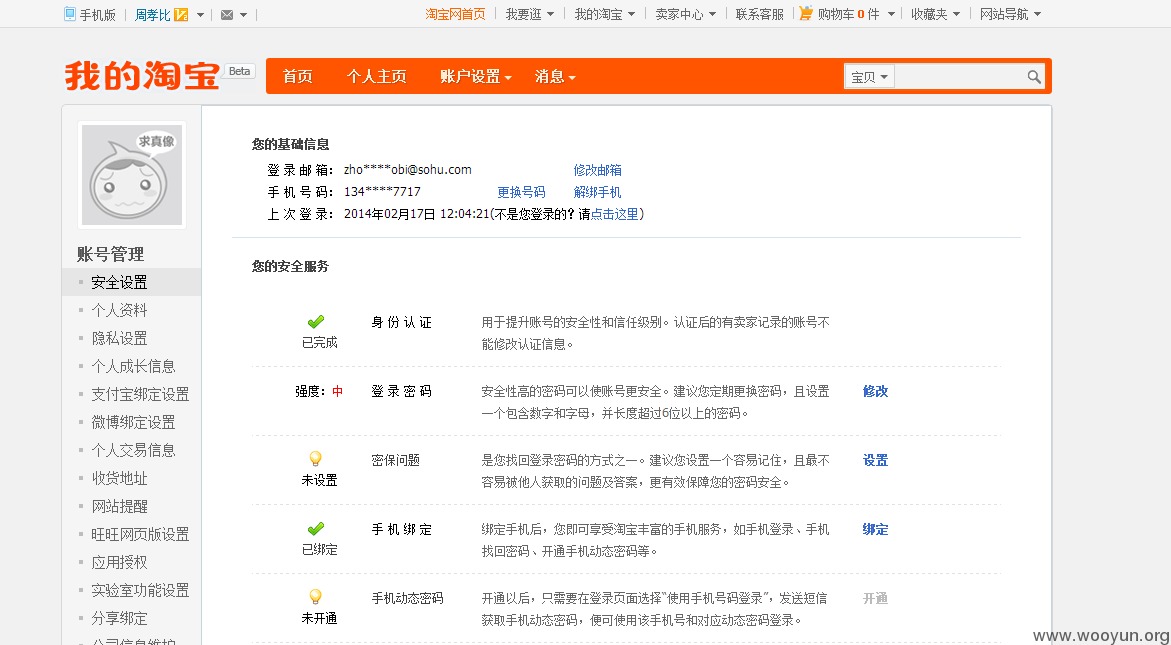 手机版 周孝比 我要逛 淘宝网首页 我的淘宝 卖家中心 联系客服 购物车0件 收藏夹 网站导航
我的淘宝 Beta 首页 个人主页 账户设置 消息 宝贝
求真像
账号管理
安全设置
个人资料
隐私设置
个人成长信息
支付宝绑定设置
微博绑定设置
个人交易信息
收货地址
网站提醒
旺旺网页版设置
应用授权
实验室功能设置
分享绑定
公司信息维护
您的基础信息
登 录 邮 箱: zho****obi@sohu.com 修改邮箱
手 机 号 码: 134****7717 更换号码 解绑手机
上 次 登 录: 2014年02月17日 12:04:21(不是您登录的? 请点击这里)
您的安全服务
已完成 身 份 认 证 用于提升账号的安全性和信任级别。认证后的有卖家记录的账号不
能修改认证信息。
强度: 中 登 录 密 码 安全性高的密码可以使账号更安全。建议您定期更换密码,且设置 修改
一个包含数字和字母,并长度超过6位以上的密码。
未设置 密保问题 是您找回登录密码的方式之一。建议您设置一个容易记住,且最不 设置
容易被他人获取的问题及答案,更有效保障您的密码安全。
已绑定 手 机 绑 定 绑定手机后,您即可享受淘宝丰富的手机服务,如手机登录、手机 绑定
找回密码、开通手机动态密码等。
未开通 手机动态密码 开通以后,只需要在登录页面选择“使用手机号码登录”,发送短信 开通
获取手机动态密码,便可使用该手机号和对应动态密码登录。
www.wooyun.org